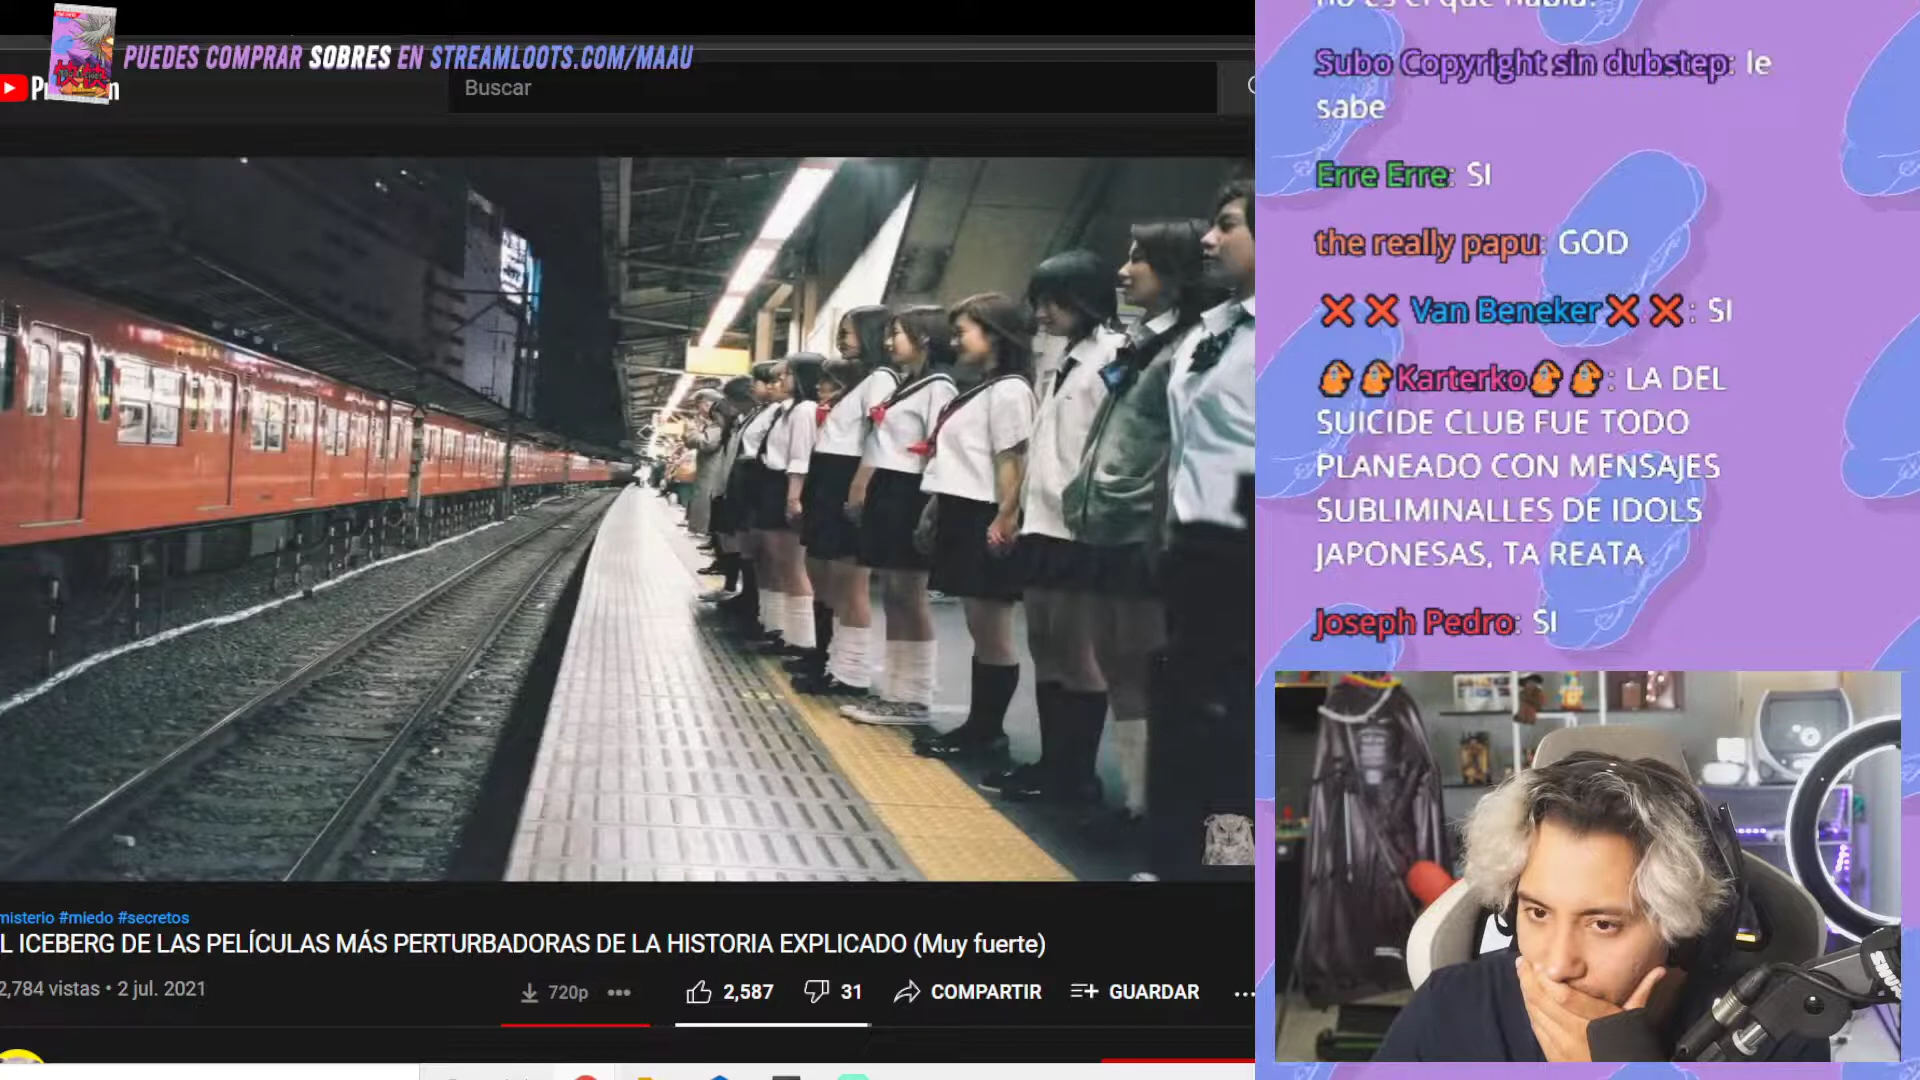 PUEDES COMPRAR SOBRES EN STREAMLOOTS.COM/MAAU
Buscar
Subo Copyright sin dubstep: le
sabe
Erre Erre: SI
the really papu: GOD
❌ ❌ Van Beneker ❌ ❌ : SI
Karterko : LA DEL
SUICIDE CLUB FUE TODO
PLANEADO CON MENSAJES
SUBLIMINALLES DE IDOLS
JAPONESAS, TA REATA
Joseph Pedro: SI
misterio #miedo #secretos
L ICEBERG DE LAS PELÍCULAS MÁS PERTURBADORAS DE LA HISTORIA EXPLICADO (Muy fuerte)
2,784 vistas • 2 jul. 2021
720p
2,587
31
COMPARTIR
GUARDAR